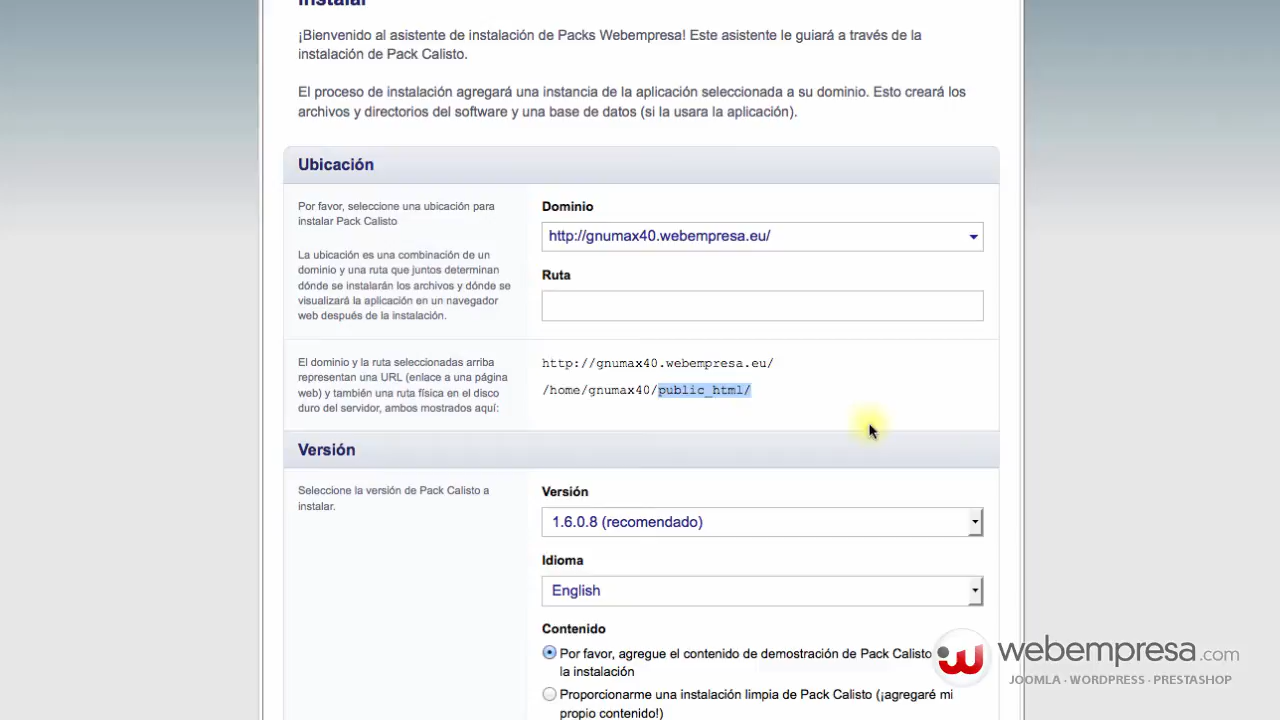 Instalar
¡Bienvenido al asistente de instalación de Packs Webempresa! Este asistente le guiará a través de la
instalación de Pack Calisto.
El proceso de instalación agregará una instancia de la aplicación seleccionada a su dominio. Esto creará los
archivos y directorios del software y una base de datos (si la usara la aplicación).
Ubicación
Por favor, seleccione una ubicación para
instalar Pack Calisto
La ubicación es una combinación de un
dominio y una ruta que juntos determinan
dónde se instalarán los archivos y dónde se
visualizará la aplicación en un navegador
web después de la instalación.
Dominio
http://gnumax40.webempresa.eu/
Ruta
El dominio y la ruta seleccionadas arriba
representan una URL (enlace a una página
web) y también una ruta física en el disco
duro del servidor, ambos mostrados aquí:
http://gnumax40.webempresa.eu/
/home/gnumax40/public_html/
Versión
Seleccione la versión de Pack Calisto a
instalar.
Versión
1.6.0.8 (recomendado)
Idioma
English
Contenido
Por favor, agregue el contenido de demostración de Pack Calisto
la instalación
Proporcionarme una instalación limpia de Pack Calisto (¡agregaré mi
propio contenido!)
webempresa.com
JOOMLA · WORDPRESS · PRESTASHOP